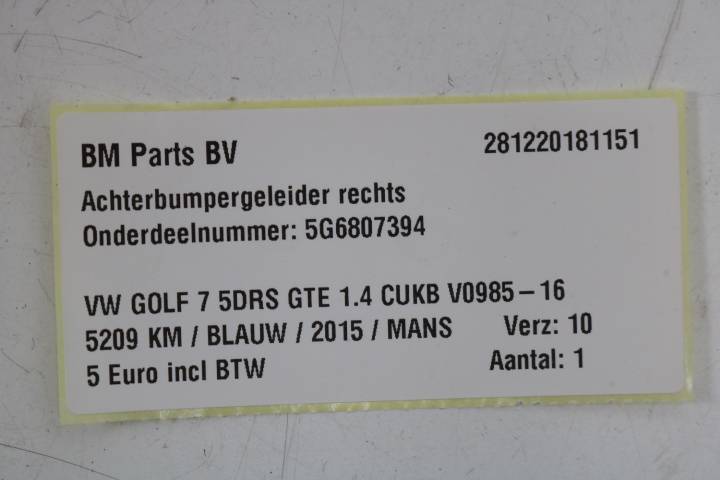 BM Parts BV 281220181151
Achterbumpergeleider rechts
Onderdeelnummer: 5G6807394
VW GOLF 7 5DRS GTE 1.4 CUKB V0985-16
5209 KM / BLAUW / 2015 / MANS Verz: 10
5 Euro incl BTW Aantal: 1